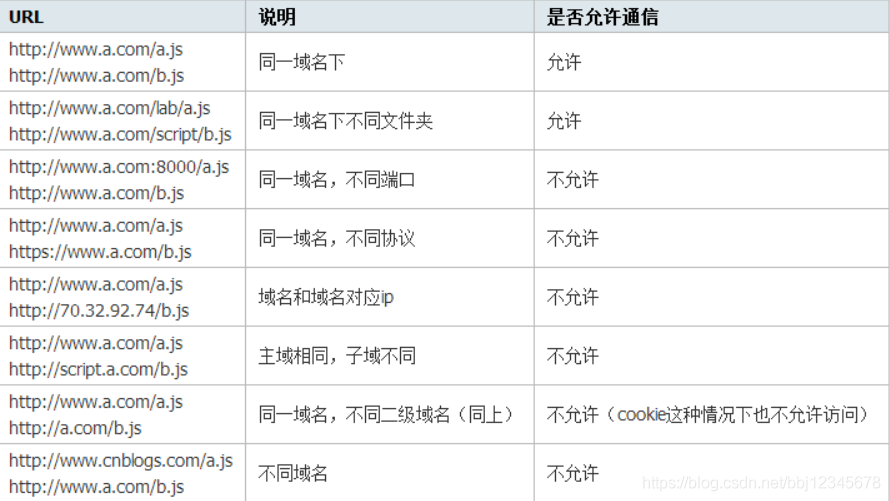 URL 说明 是否允许通信
http://www.a.com/a.js
http://www.a.com/b.js
同一域名下 允许
http://www.a.com/lab/a.js
http://www.a.com/script/b.js
同一域名下不同文件夹 允许
http://www.a.com:8000/a.js
http://www.a.com/b.js
同一域名，不同端口 不允许
http://www.a.com/a.js
https://www.a.com/b.js
同一域名，不同协议 不允许
http://www.a.com/a.js
http://70.32.92.74/b.js
域名和域名对应ip 不允许
http://www.a.com/a.js
http://script.a.com/b.js
主域相同，子域不同 不允许
http://www.a.com/a.js
http://a.com/b.js
同一域名，不同二级域名（同上） 不允许（cookie这种情况下也不允许访问）
http://www.cnblogs.com/a.js
http://www.a.com/b.js
不同域名 不允许
https://blog.csdn.net/bbj12345678